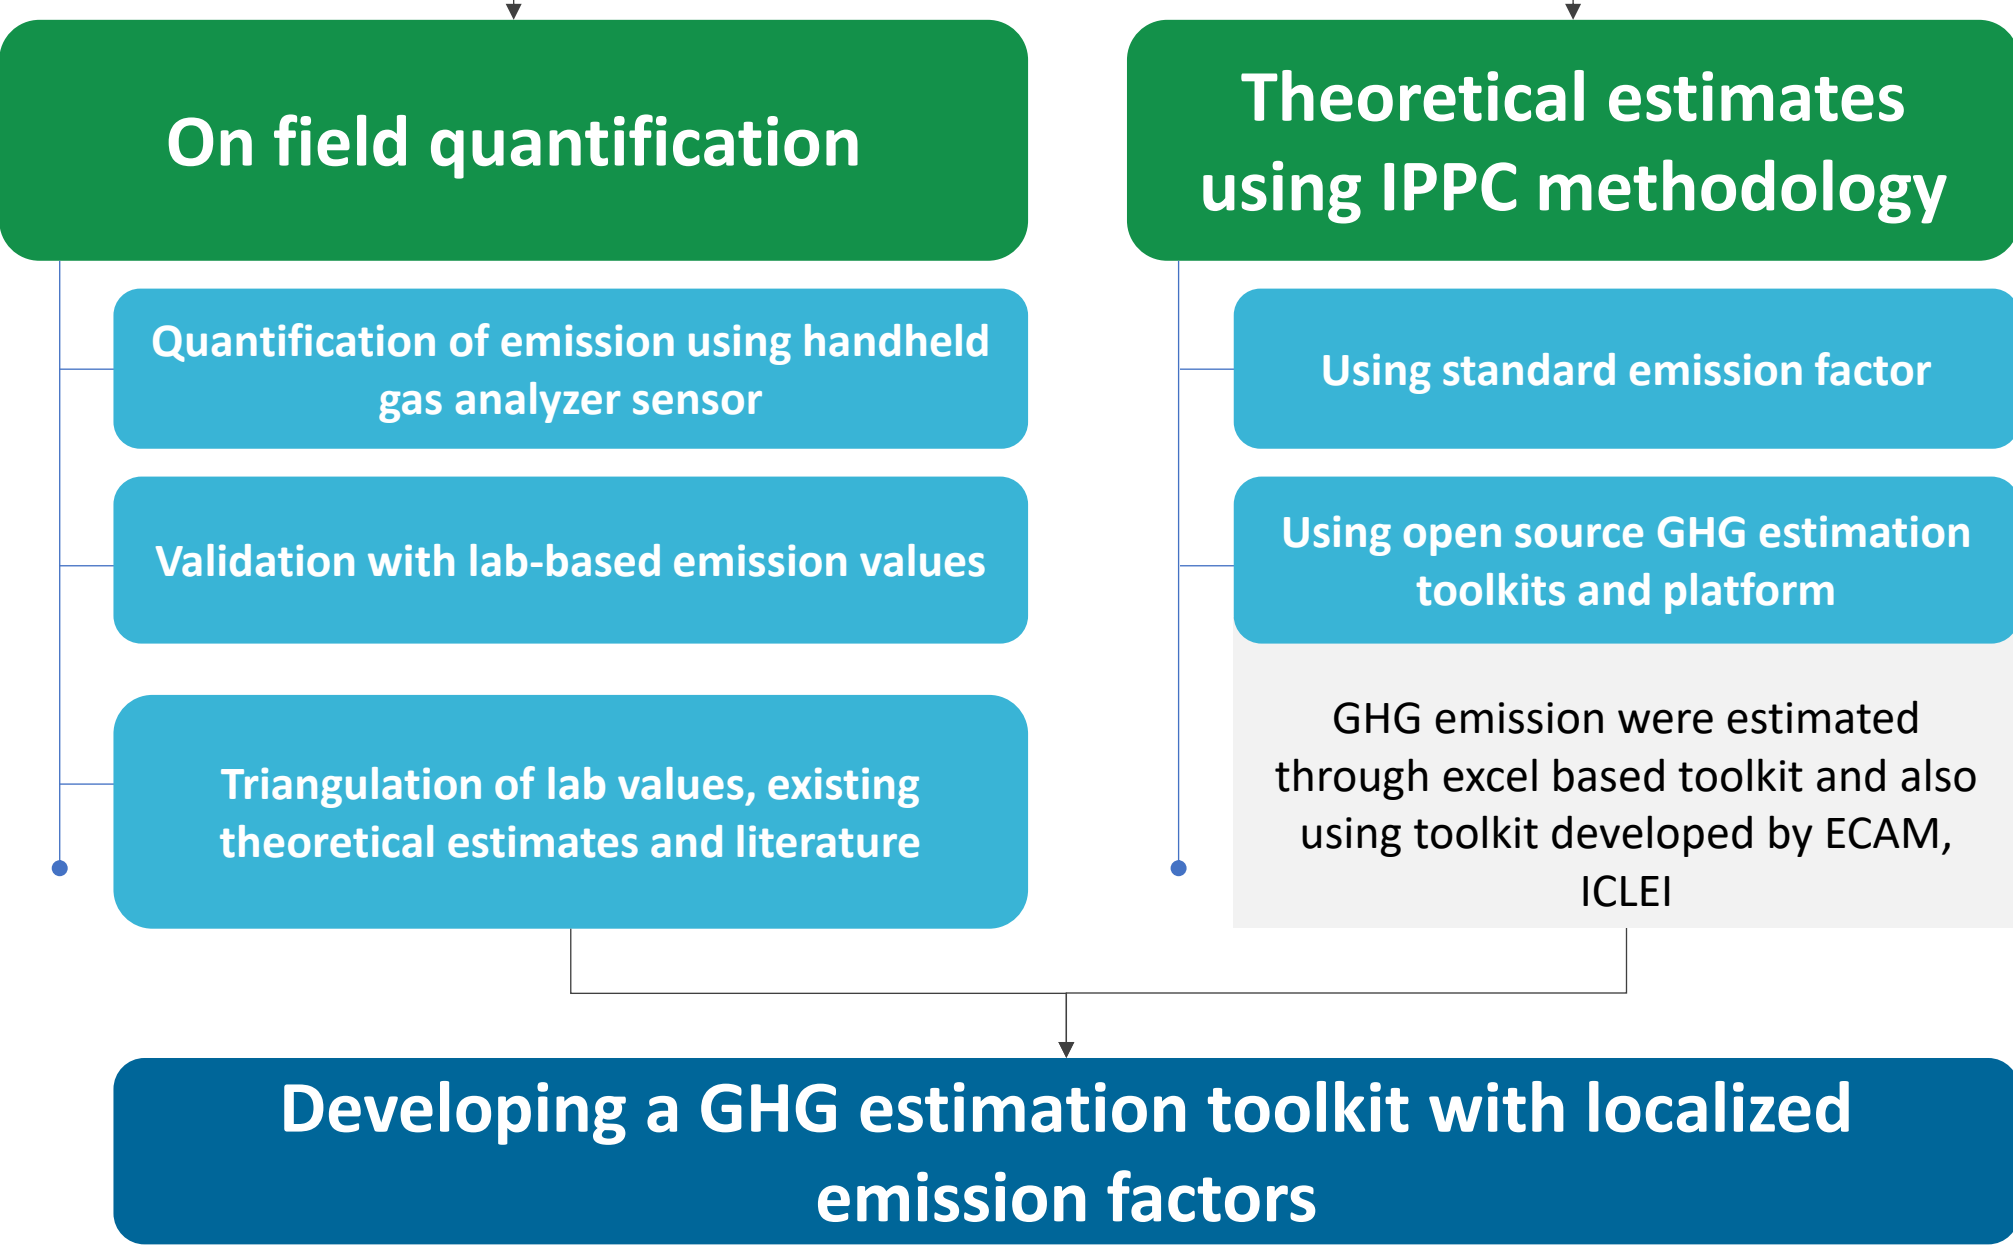 On field quantification
Quantification of emission using handheld
gas analyzer sensor
Validation with lab-based emission values
Triangulation of lab values, existing
theoretical estimates and literature
Theoretical estimates
using IPPC methodology
Using standard emission factor
Using open source GHG estimation
toolkits and platform
GHG emission were estimated
through excel based toolkit and also
using toolkit developed by ECAM,
ICLEI
Developing a GHG estimation toolkit with localized
emission factors